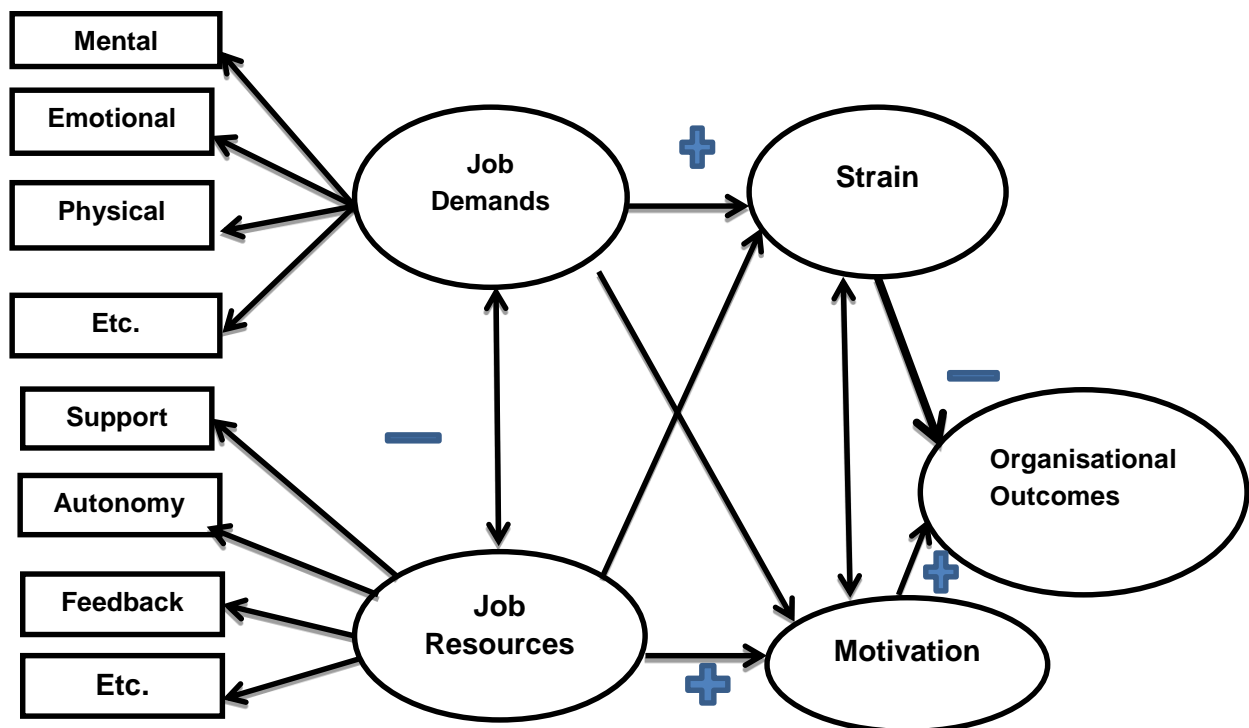 Mental
Emotional
Physical
Etc.
Support
Autonomy
Feedback
Etc.
Job
Demands
Job
Resources
Strain
Motivation
Organisational
Outcomes